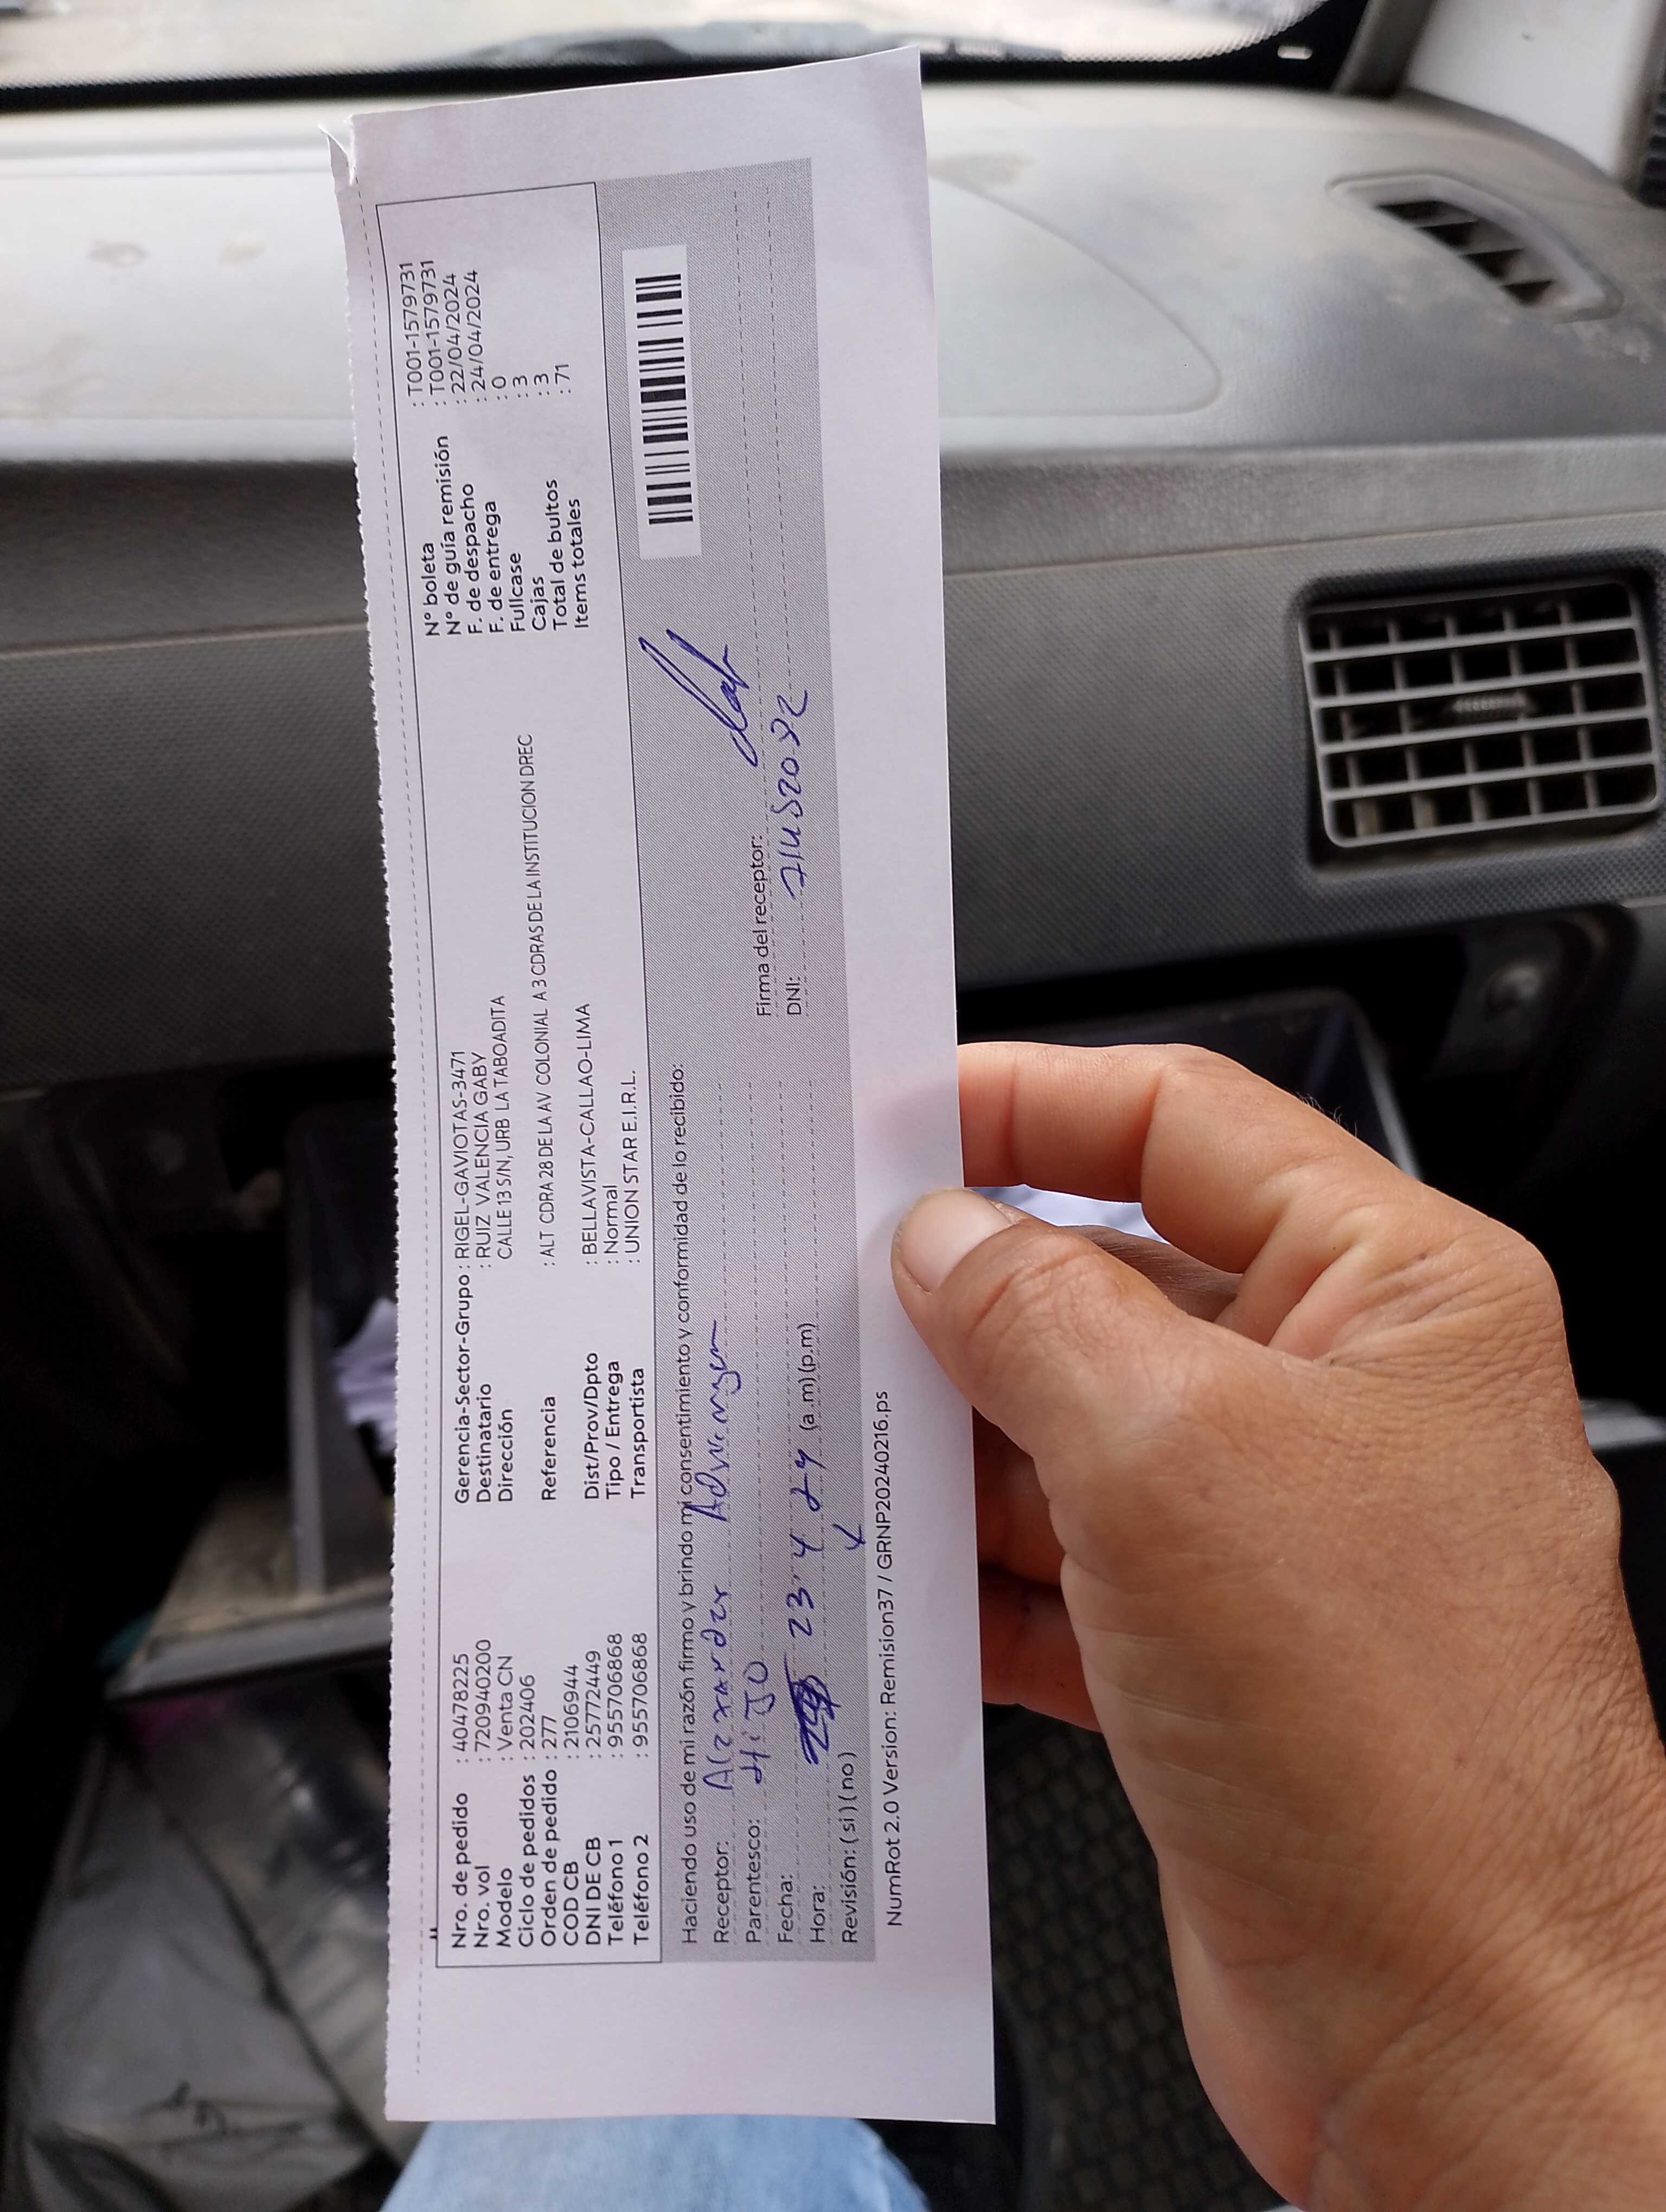 Nro. de pedido : 40478225
Nro. vol : 720940200
Modelo : Venta CN
Ciclo de pedidos : 202406
Orden de pedido : 277
COD CB : 2106944
DNI DE CB : 25772449
Teléfono 1 : 955706868
Teléfono 2 : 955706868
Gerencia-Sector-Grupo : RIGEL-GAVIOTAS-3471
Destinatario : RUIZ VALENCIA GABY
Dirección CALLE 13 S/N, URB LA TABOADITA
Referencia : ALT CDRA 28 DE LA AV COLONIAL A 3 CDRAS DE LA INSTITUCION DREC
Dist/Prov/Dpto : BELLAVISTA-CALLAO-LIMA
Tipo / Entrega : Normal
Transportista : UNION STAR E.I.R.L.
N° boleta : T001-1579731
N° de guía remisión : T001-1579731
F. de despacho : 22/04/2024
F. de entrega : 24/04/2024
Fullcase : 0
Cajas : 3
Total de bultos : 3
Items totales : 71
Haciendo uso de mi razón firmo y brindo mi consentimiento y conformidad de lo recibido:
Receptor: Alexander
Parentesco: Hijo
Fecha: 23 4 24
Hora: (a.m)(p.m)
Revisión: (si)(no)
Firma del receptor:
DNI:
NumRot 2.0 Version: Remision37 / GRNP20240216.ps